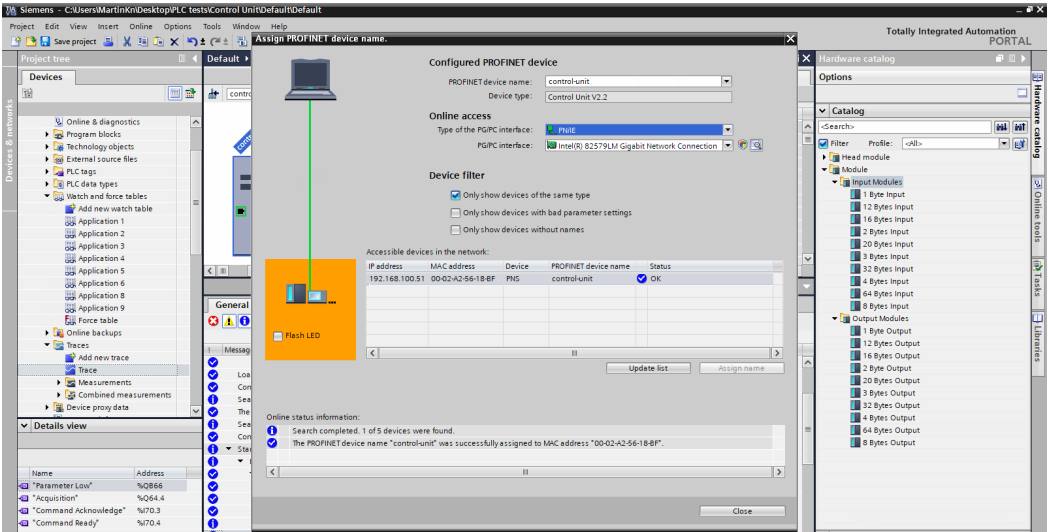 Siemens - C:\Users\MartinKn\Desktop\PLC tests\Control Unit\Default\Default
Project Edit View Insert Online Options Tools Window Help
Totally Integrated Automation
PORTAL
Save project
Project tree
Devices
Devices & networks
Online & diagnostics
Program blocks
Technology objects
External source files
PLC tags
PLC data types
Watch and force tables
Add new watch table
Application 1
Application 2
Application 3
Application 4
Application 5
Application 6
Application 8
Application 9
Force table
Online backups
Traces
Add new trace
Trace
Measurements
Combined measurements
Device proxy data
Details view
Name Address
"Parameter Low" %QB66
"Acquisition" %Q64.4
"Command Acknowledge" %I70.3
"Command Ready" %I70.4
Default
General
! Messag
Loa
Con
Sea
The
Sea
Con
Star
Assign PROFINET device name.
Configured PROFINET device
PROFINET device name: control-unit
Device type: Control Unit V2.2
Online access
Type of the PG/PC interface: PN/IE
PG/PC interface: Intel(R) 82579LM Gigabit Network Connection
Device filter
Only show devices of the same type
Only show devices with bad parameter settings
Only show devices without names
Accessible devices in the network:
IP address MAC address Device PROFINET device name Status
192.168.100.51 00-02-A2-56-18-BF PNS control-unit OK
Flash LED
Update list
Assign name
Online status information:
Search completed. 1 of 5 devices were found.
The PROFINET device name "control-unit" was successfully assigned to MAC address "00-02-A2-56-18-BF".
Close
Hardware catalog
Options
Catalog
<Search>
Filter Profile: <All>
Head module
Module
Input Modules
1 Byte Input
12 Bytes Input
16 Bytes Input
2 Bytes Input
20 Bytes Input
3 Bytes Input
32 Bytes Input
4 Bytes Input
64 Bytes Input
8 Bytes Input
Output Modules
1 Byte Output
12 Bytes Output
16 Bytes Output
2 Byte Output
20 Bytes Output
3 Bytes Output
32 Bytes Output
4 Bytes Output
64 Bytes Output
8 Bytes Output
Hardware catalog
Online tools
Tasks
Libraries